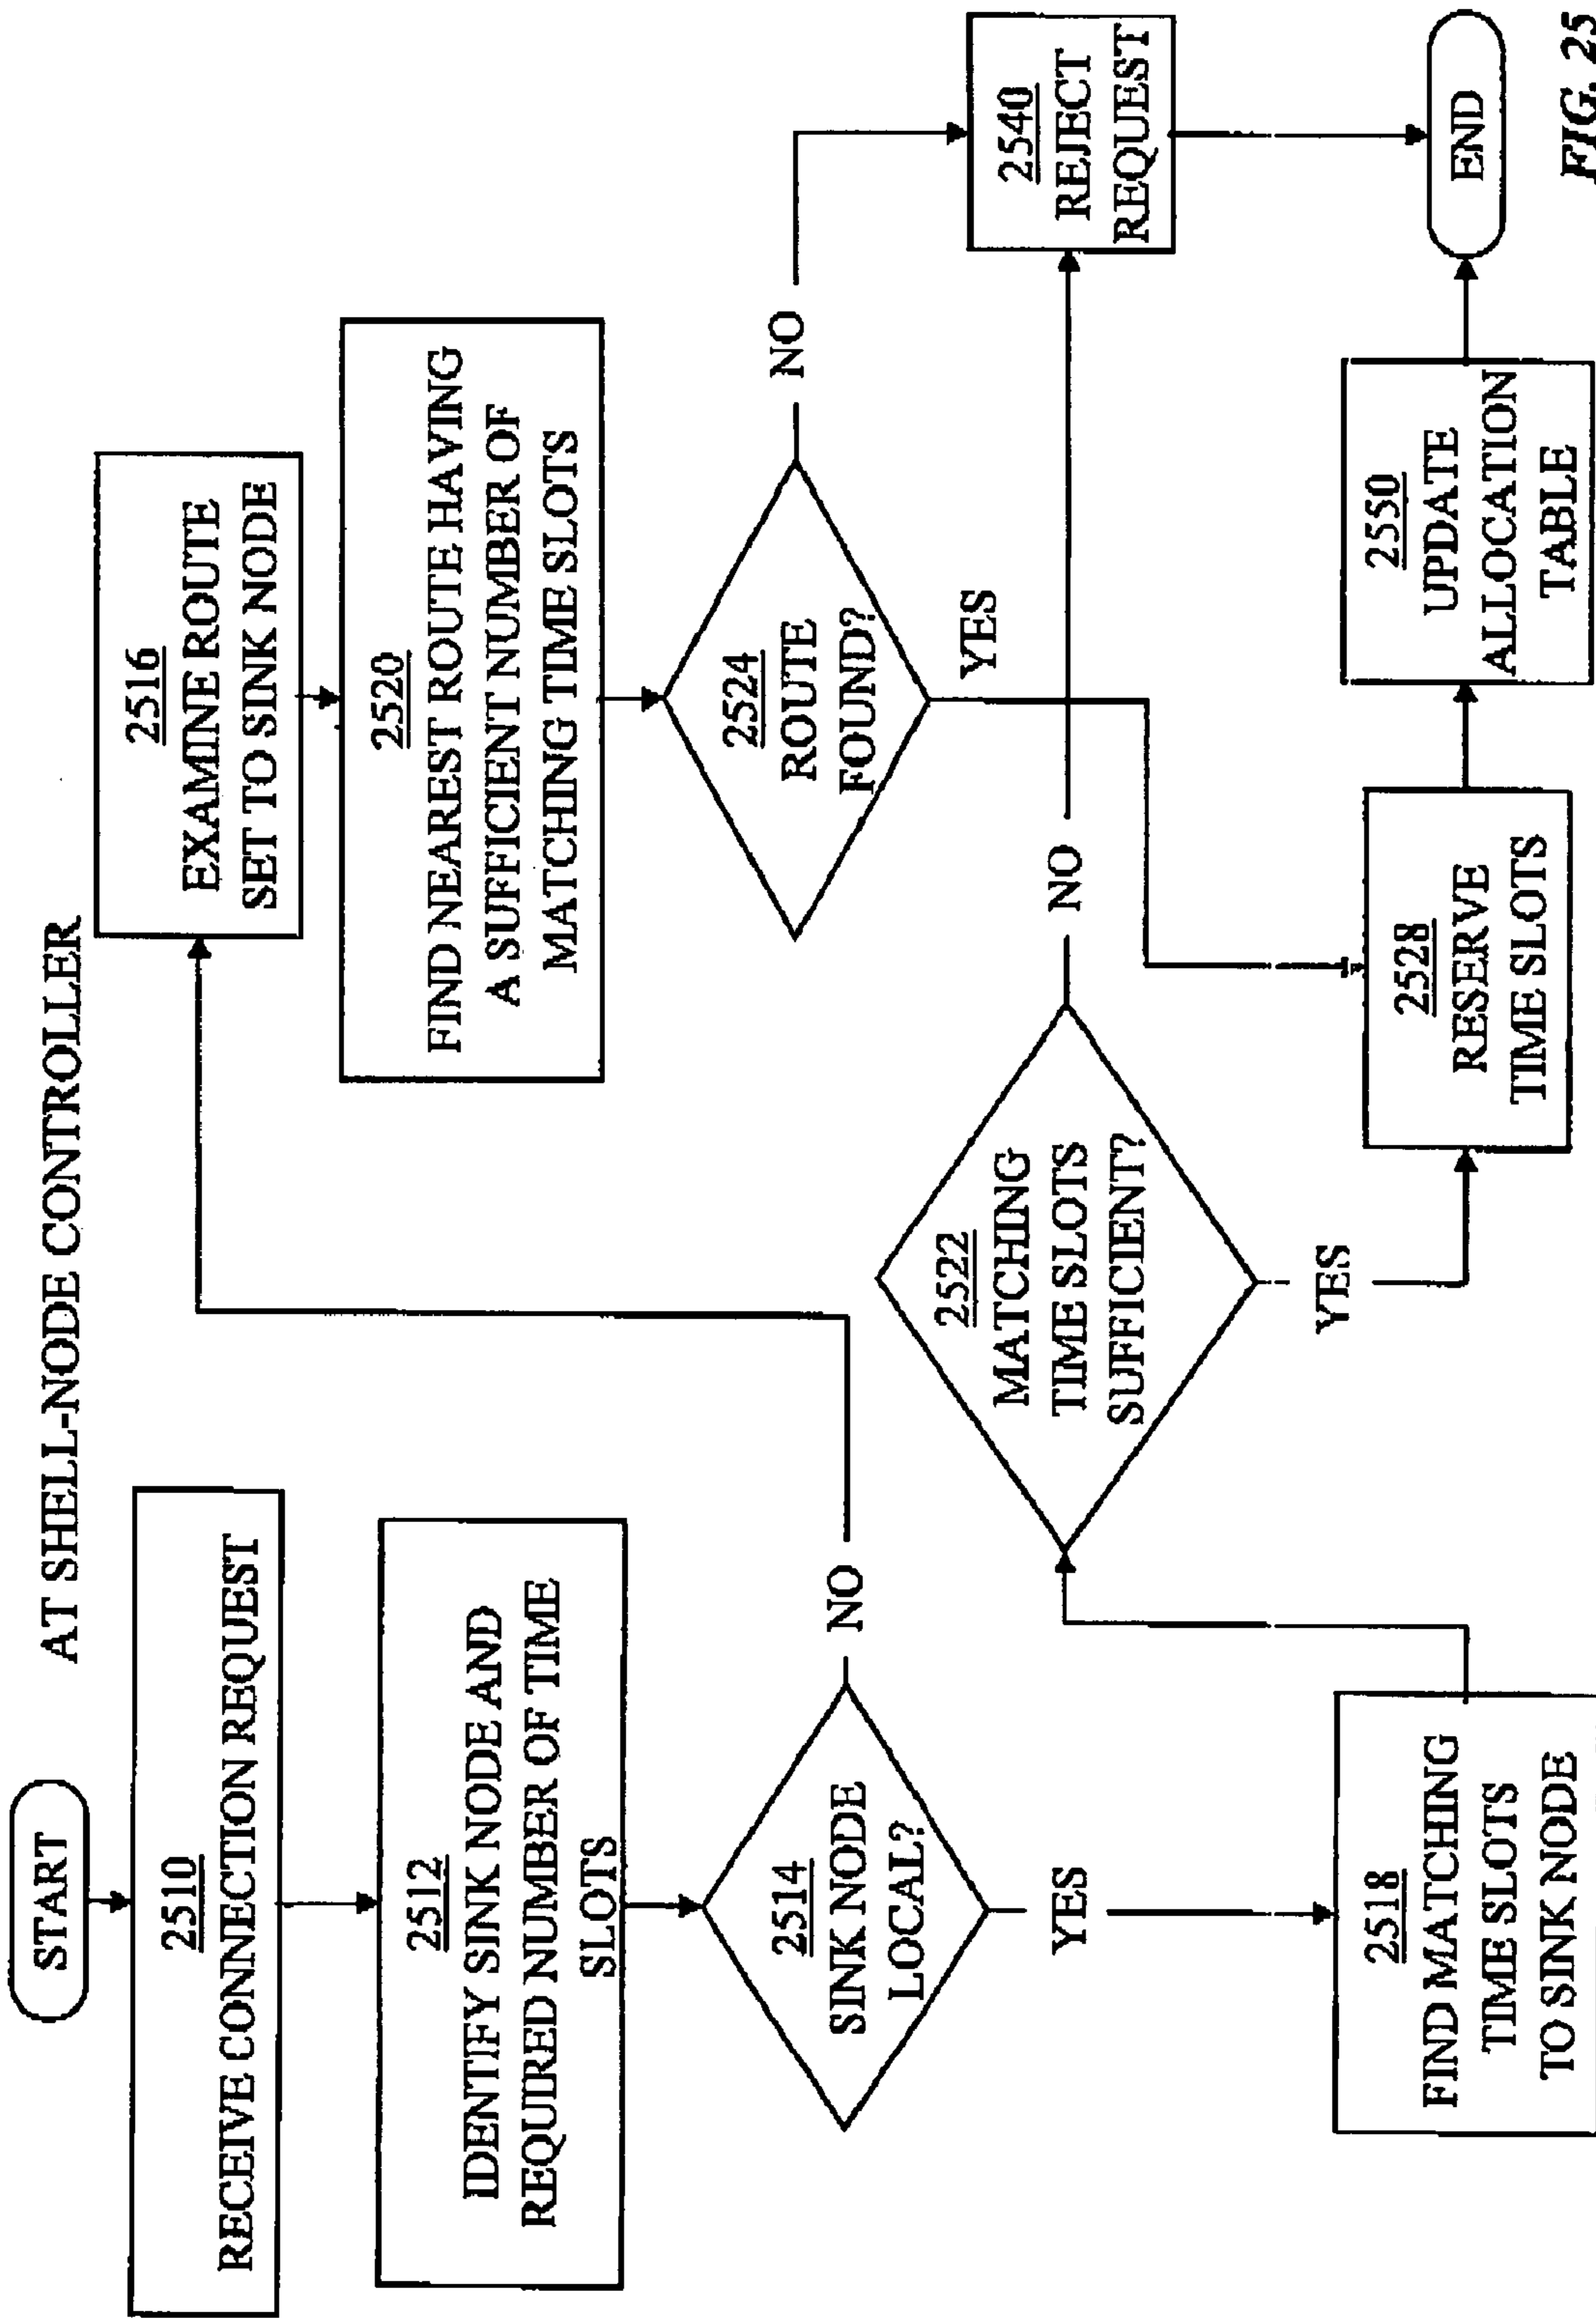 AT SHELL-NODE CONTROLLER
START
2510
RECEIVE CONNECTION REQUEST
2512
IDENTIFY SINK NODE AND
REQUIRED NUMBER OF TIME
SLOTS
2514
SINK NODE
LOCAL?
NO
YES
2516
EXAMINE ROUTE
SET TO SINK NODE
2520
FIND NEAREST ROUTE HAVING
A SUFFICIENT NUMBER OF
MATCHING TIME SLOTS
2524
ROUTE
FOUND?
NO
YES
2518
FIND MATCHING
TIME SLOTS
TO SINK NODE
2522
MATCHING
TIME SLOTS
SUFFICIENT?
NO
YES
2540
REJECT
REQUEST
2528
RESERVE
TIME SLOTS
2550
UPDATE
ALLOCATION
TABLE
END
FIG. 25